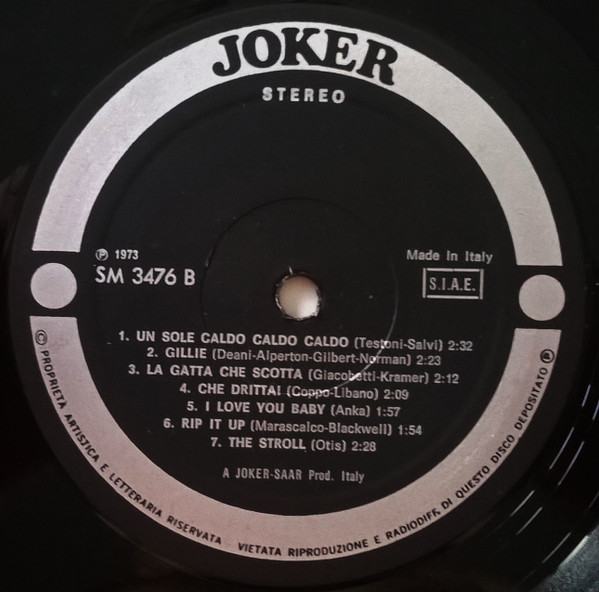 JOKER
STEREO
Ⓟ 1973
SM 3476 B
Made In Italy
S.I.A.E.
1. UN SOLE CALDO CALDO CALDO (Testoni-Salvi) 2:32
2. GILLIE (Deani-Alperton-Gilbert-Norman) 2:23
3. LA GATTA CHE SCOTTA (Giacobetti-Kramer) 2:12
4. CHE DRITTA! (Coppo-Libano) 2:09
5. I LOVE YOU BABY (Anka) 1:57
6. RIP IT UP (Marascalco-Blackwell) 1:54
7. THE STROLL (Otis) 2:28
A JOKER-SAAR Prod. Italy
© PROPRIETA ARTISTICA E LETTERARIA RISERVATA - VIETATA RIPRODUZIONE E RADIODIFF. DI QUESTO DISCO DEPOSITATO Ⓟ